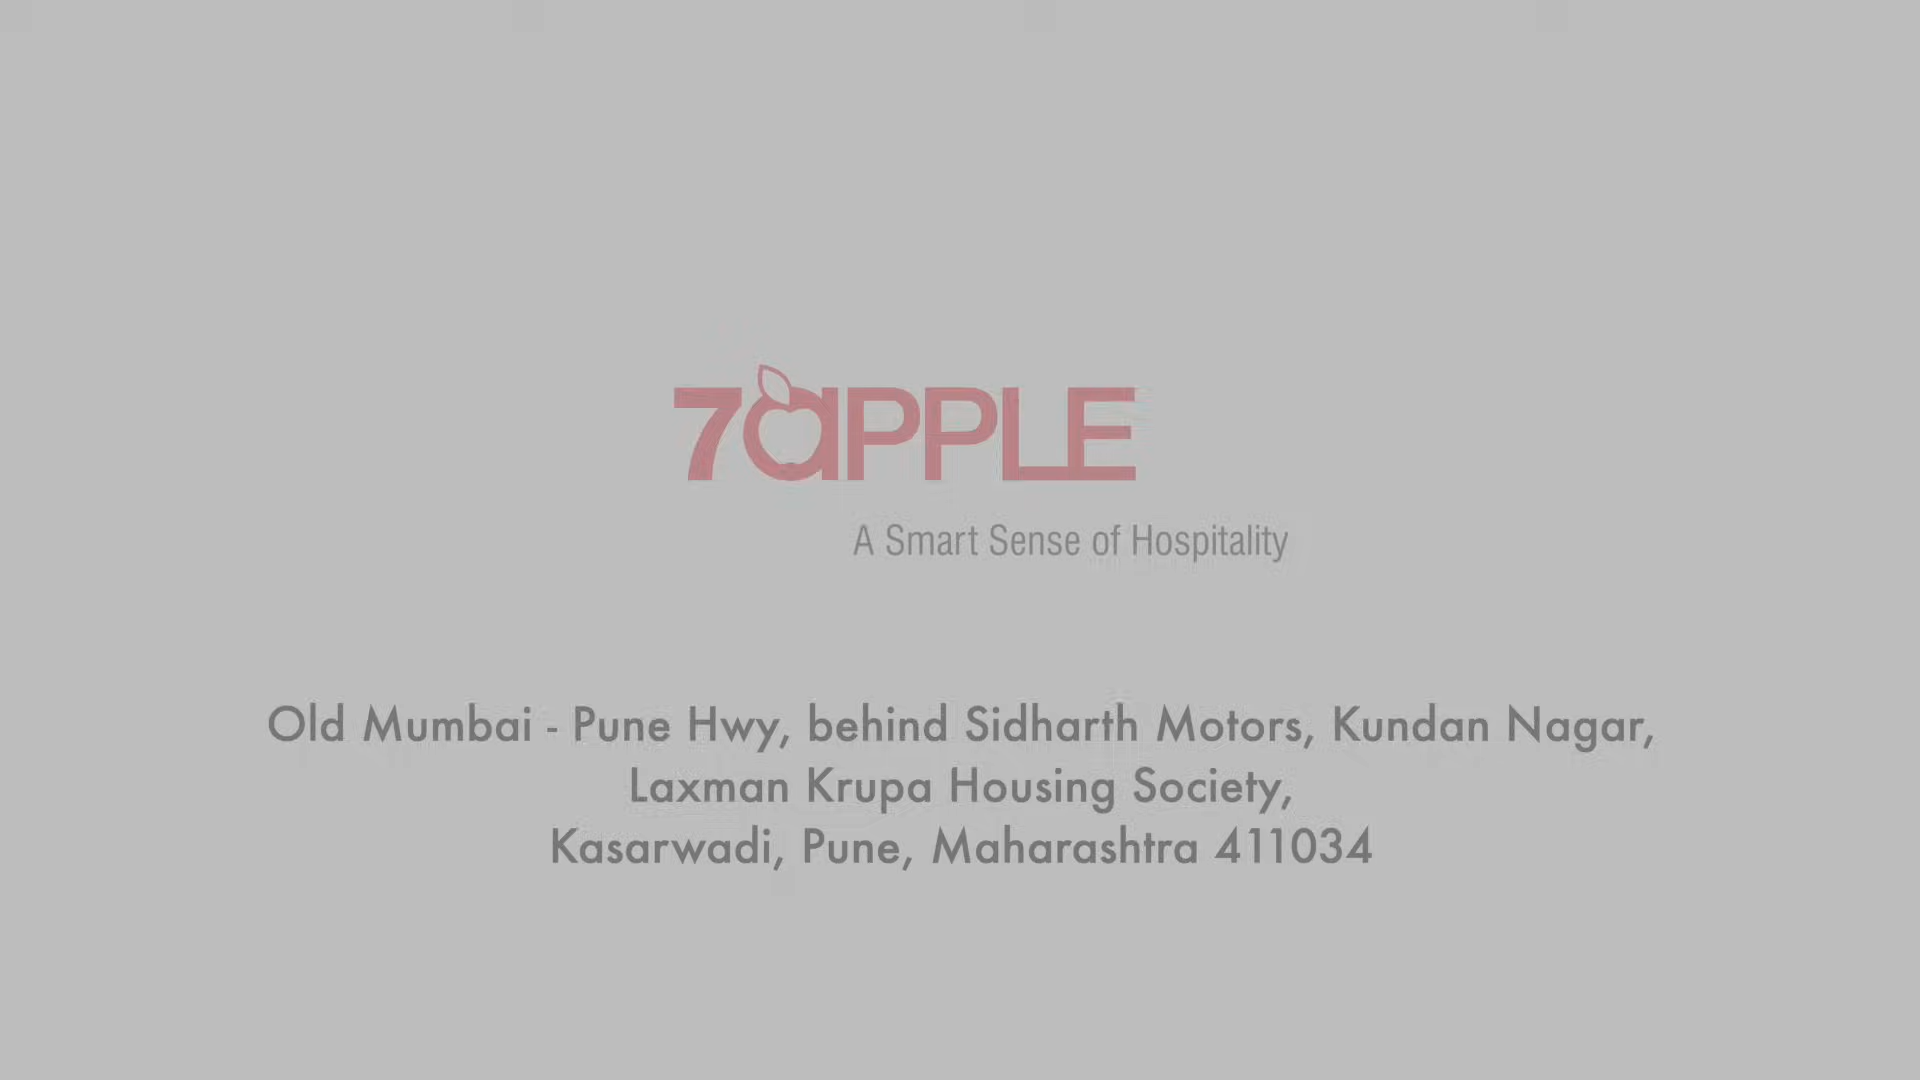 7aPPLE
A Smart Sense of Hospitality
Old Mumbai - Pune Hwy, behind Sidharth Motors, Kundan Nagar,
Laxman Krupa Housing Society,
Kasarwadi, Pune, Maharashtra 411034